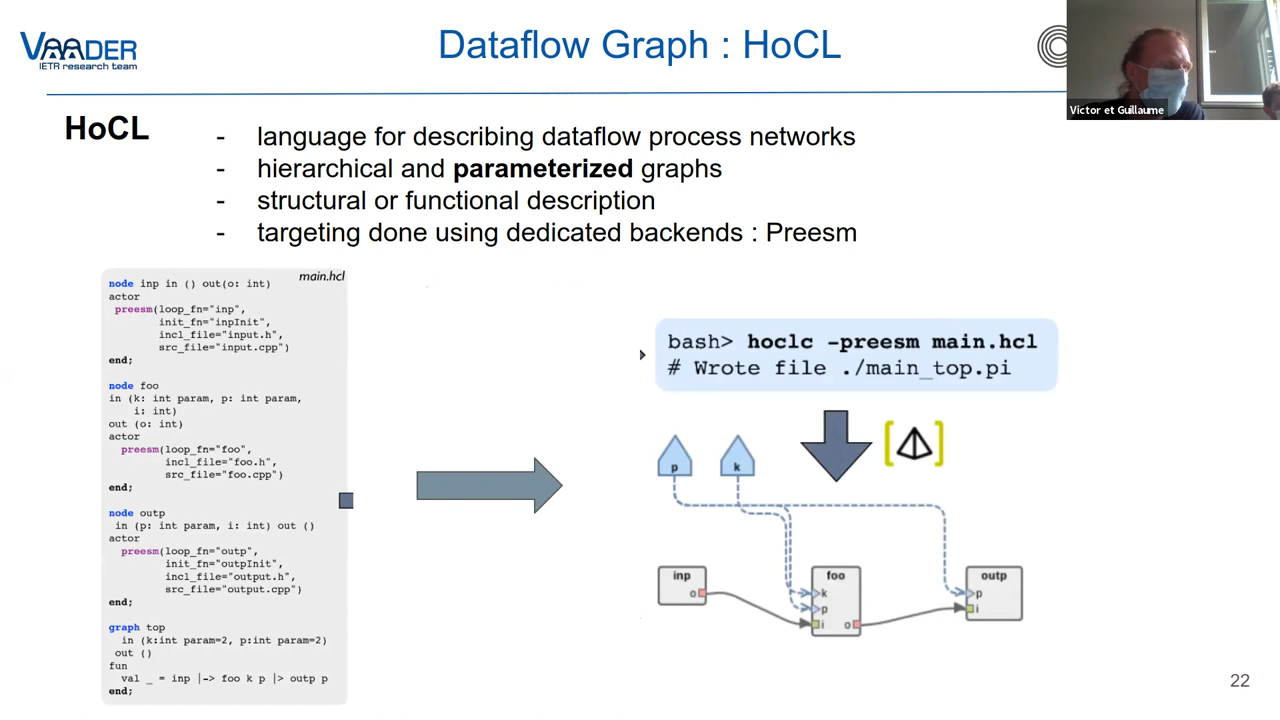 VAADER
IETR research team
Dataflow Graph : HoCL
Victor et Guillaume
HoCL
- language for describing dataflow process networks
- hierarchical and parameterized graphs
- structural or functional description
- targeting done using dedicated backends : Preesm
main.hcl
node inp in () out(o: int)
actor
preesm(loop_fn="inp",
init_fn="inpInit",
incl_file="input.h",
src_file="input.cpp")
end;
node foo
in (k: int param, p: int param,
i: int)
out (o: int)
actor
preesm(loop_fn="foo",
incl_file="foo.h",
src_file="foo.cpp")
end;
node outp
in (p: int param, i: int) out ()
actor
preesm(loop_fn="outp",
init_fn="outpInit",
incl_file="output.h",
src_file="output.cpp")
end;
graph top
in (k:int param=2, p:int param=2)
out ()
fun
val _ = inp |-> foo k p |> outp p
end;
bash> hoclc -preesm main.hcl
# Wrote file ./main_top.pi
p
k
inp
o
foo
k
p
i o
outp
p
i
22